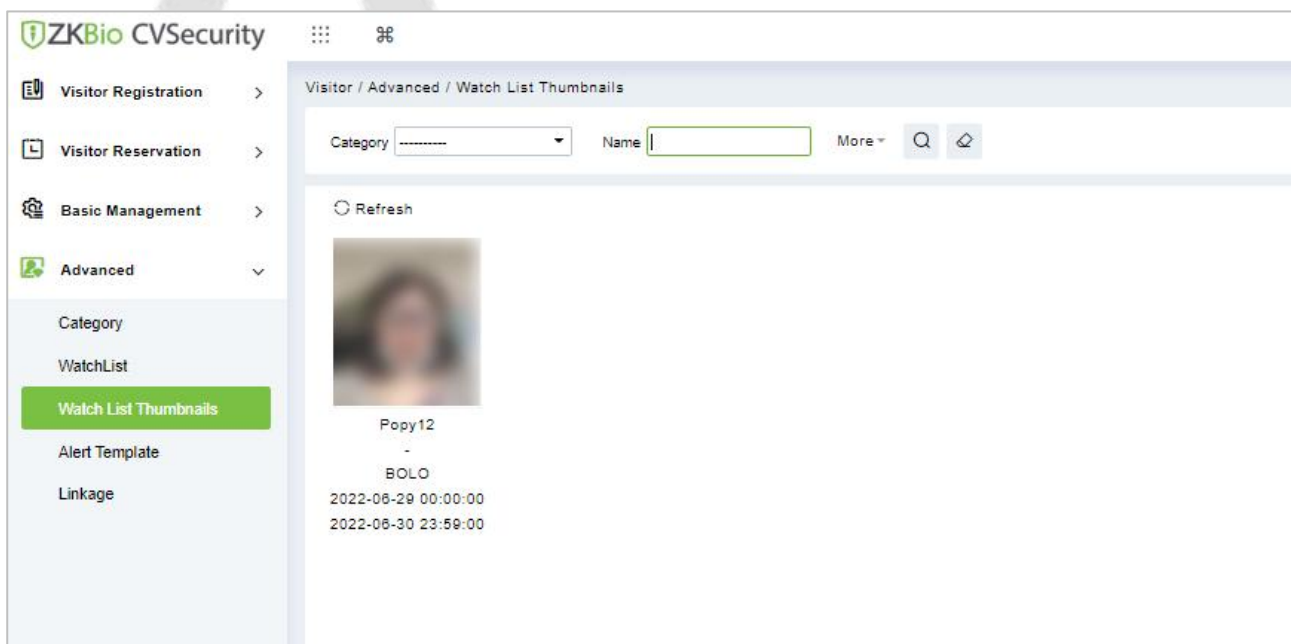 ZKBio CVSecurity
Visitor Registration
Visitor Reservation
Basic Management
Advanced
Category
WatchList
Watch List Thumbnails
Alert Template
Linkage
Visitor / Advanced / Watch List Thumbnails
Category ---------- Name More
Refresh
Popy12
-
BOLO
2022-06-29 00:00:00
2022-06-30 23:59:00